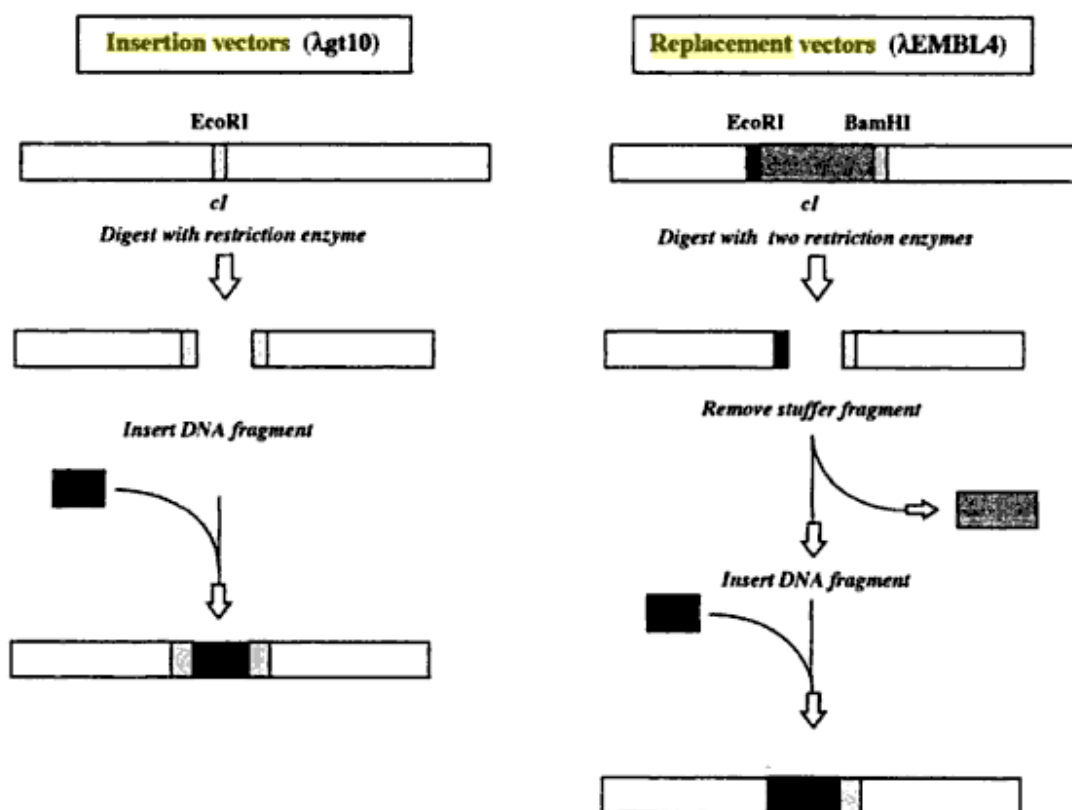 Insertion vectors (λgt10)
EcoRI
cI
Digest with restriction enzyme
Insert DNA fragment
Replacement vectors (λEMBL4)
EcoRI BamHI
cI
Digest with two restriction enzymes
Remove stuffer fragment
Insert DNA fragment